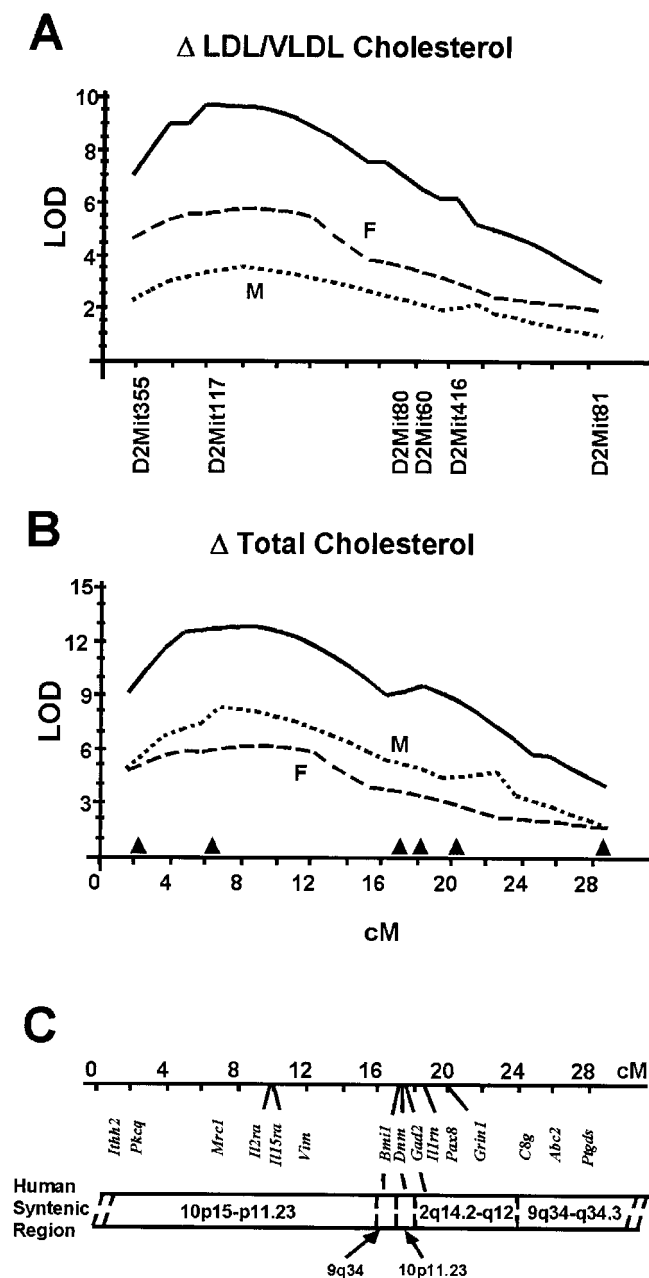 A
Δ LDL/VLDL Cholesterol
10
8
6
4
2
LOD
F
M
D2Mit355
D2Mit117
D2Mit80
D2Mit60
D2Mit416
D2Mit81
B
Δ Total Cholesterol
15
12
9
6
3
LOD
M
F
0 4 8 12 16 20 24 28
cM
C
0 4 8 12 16 20 24 28 cM
Ithh2 Pkcq Mrc1 Il2ra Il15ra Vim Bmi1 Dnm Gad2 Il1rn Pax8 Grin1 C8g Abc2 Ptgds
Human
Syntenic
Region
10p15-p11.23 2q14.2-q12 9q34-q34.3
9q34 10p11.23